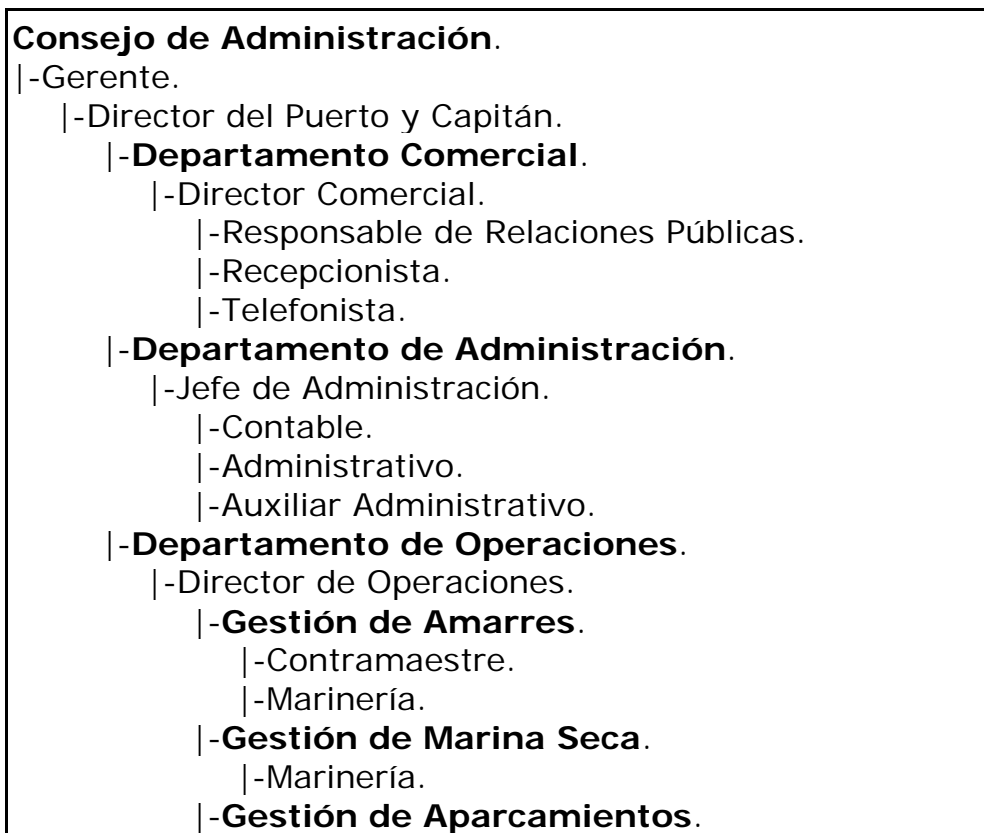 Consejo de Administración.
|-Gerente.
|-Director del Puerto y Capitán.
|-Departamento Comercial.
|-Director Comercial.
|-Responsable de Relaciones Públicas.
|-Recepcionista.
|-Telefonista.
|-Departamento de Administración.
|-Jefe de Administración.
|-Contable.
|-Administrativo.
|-Auxiliar Administrativo.
|-Departamento de Operaciones.
|-Director de Operaciones.
|-Gestión de Amarres.
|-Contramaestre.
|-Marinería.
|-Gestión de Marina Seca.
|-Marinería.
|-Gestión de Aparcamientos.